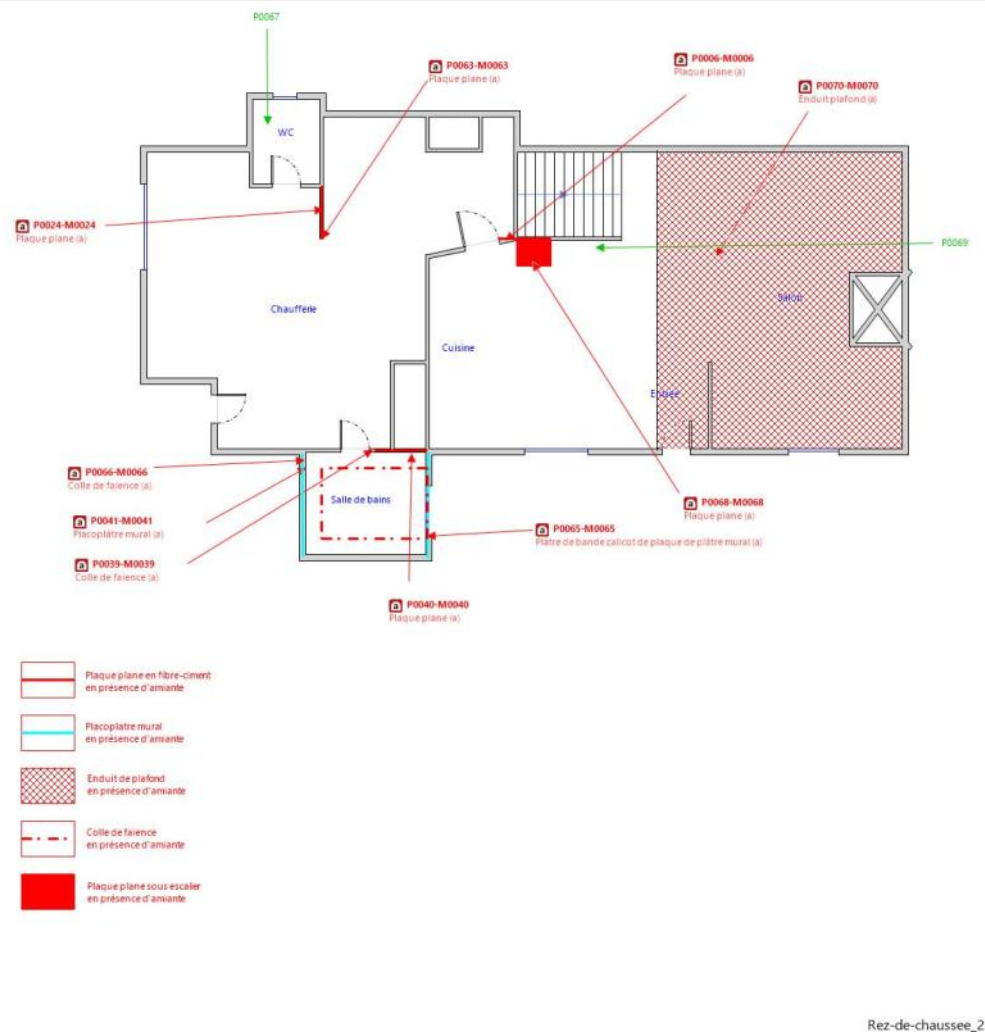 P0067
a P0063-M0063
Plaque plane (a)
a P0006-M0006
Plaque plane (a)
a P0070-M0070
Enduit plafond (a)
WC
a P0024-M0024
Plaque plane (a)
P0069
Salon
Chaufferie
Cuisine
Entrée
a P0066-M0066
Colle de faïence (a)
Salle de bains
a P0068-M0068
Plaque plane (a)
a P0041-M0041
Placoplâtre mural (a)
a P0065-M0065
Platre de bande calicot de plaque de plâtre mural (a)
a P0039-M0039
Colle de faïence (a)
a P0040-M0040
Plaque plane (a)
Plaque plane en fibre-ciment
en présence d'amiante
Placoplatre mural
en présence d'amiante
Enduit de plafond
en présence d'amiante
Colle de faïence
en présence d'amiante
Plaque plane sous escalier
en présence d'amiante
Rez-de-chaussee_2